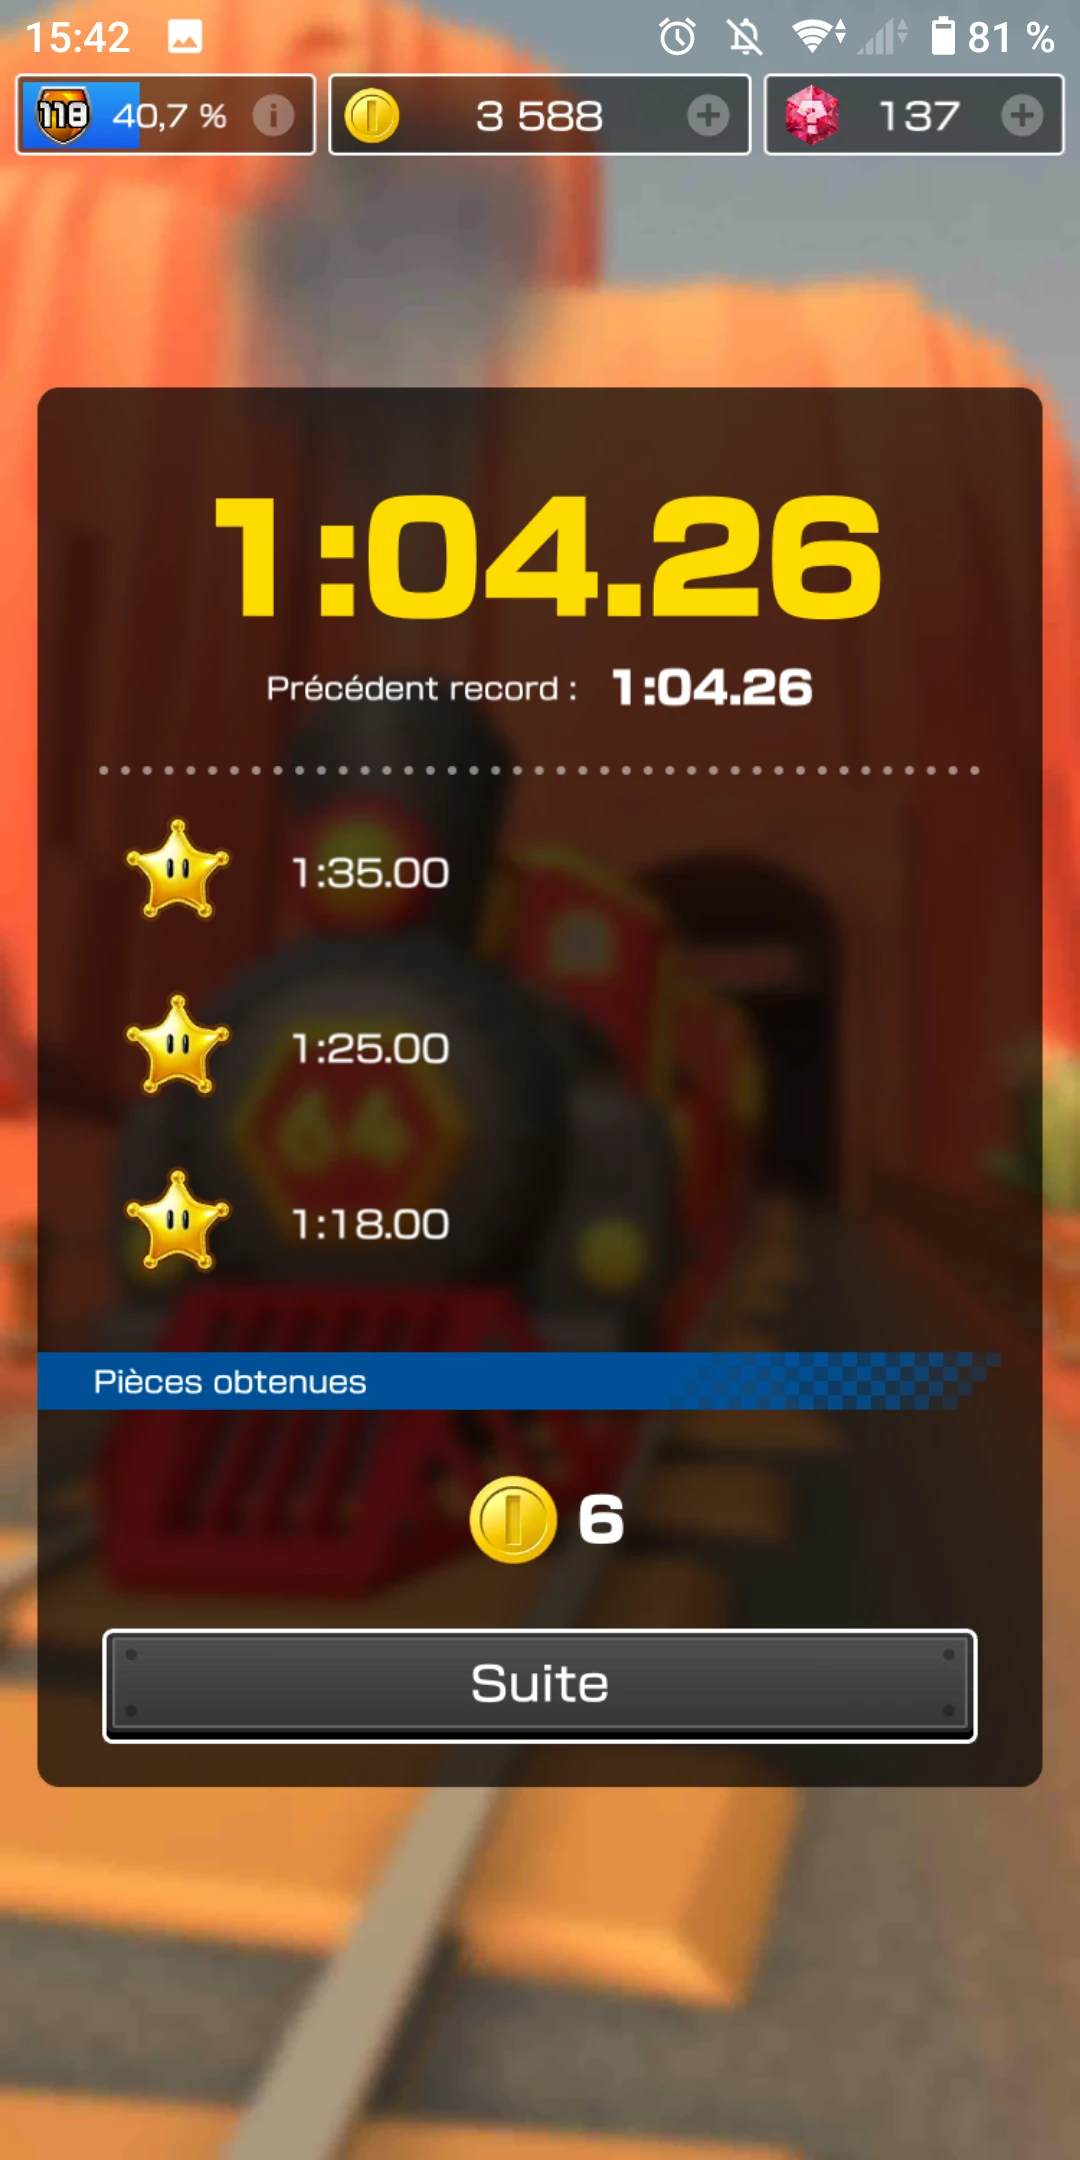 15:42 81 %
118 40,7 % i 3 588 + ? 137 +
1:04.26
Précédent record : 1:04.26
1:35.00
1:25.00
64
1:18.00
Pièces obtenues
6
Suite